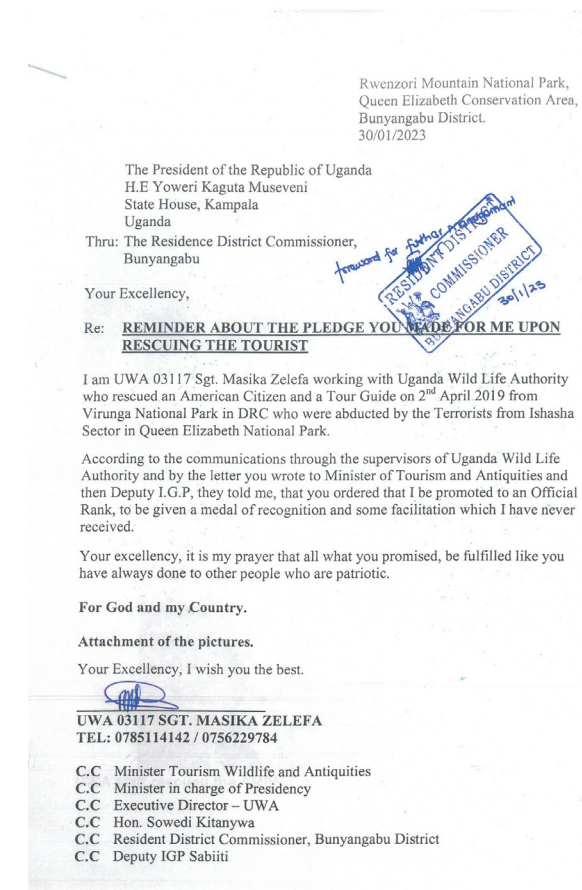 Rwenzori Mountain National Park,
Queen Elizabeth Conservation Area,
Bunyangabu District.
30/01/2023
The President of the Republic of Uganda
H.E Yoweri Kaguta Museveni
State House, Kampala
Uganda
Thru: The Residence District Commissioner,
Bunyangabu
foreword for further
RESIDENT DISTRICT
COMMISSIONER
BUNYANGABU DISTRICT
30/1/23
Your Excellency,
Re: REMINDER ABOUT THE PLEDGE YOU MADE FOR ME UPON
RESCUING THE TOURIST
I am UWA 03117 Sgt. Masika Zelefa working with Uganda Wild Life Authority
who rescued an American Citizen and a Tour Guide on 2nd April 2019 from
Virunga National Park in DRC who were abducted by the Terrorists from Ishasha
Sector in Queen Elizabeth National Park.
According to the communications through the supervisors of Uganda Wild Life
Authority and by the letter you wrote to Minister of Tourism and Antiquities and
then Deputy I.G.P, they told me, that you ordered that I be promoted to an Official
Rank, to be given a medal of recognition and some facilitation which I have never
received.
Your excellency, it is my prayer that all what you promised, be fulfilled like you
have always done to other people who are patriotic.
For God and my Country.
Attachment of the pictures.
Your Excellency, I wish you the best.
UWA 03117 SGT. MASIKA ZELEFA
TEL: 0785114142 / 0756229784
C.C Minister Tourism Wildlife and Antiquities
C.C Minister in charge of Presidency
C.C Executive Director – UWA
C.C Hon. Sowedi Kitanywa
C.C Resident District Commissioner, Bunyangabu District
C.C Deputy IGP Sabiiti